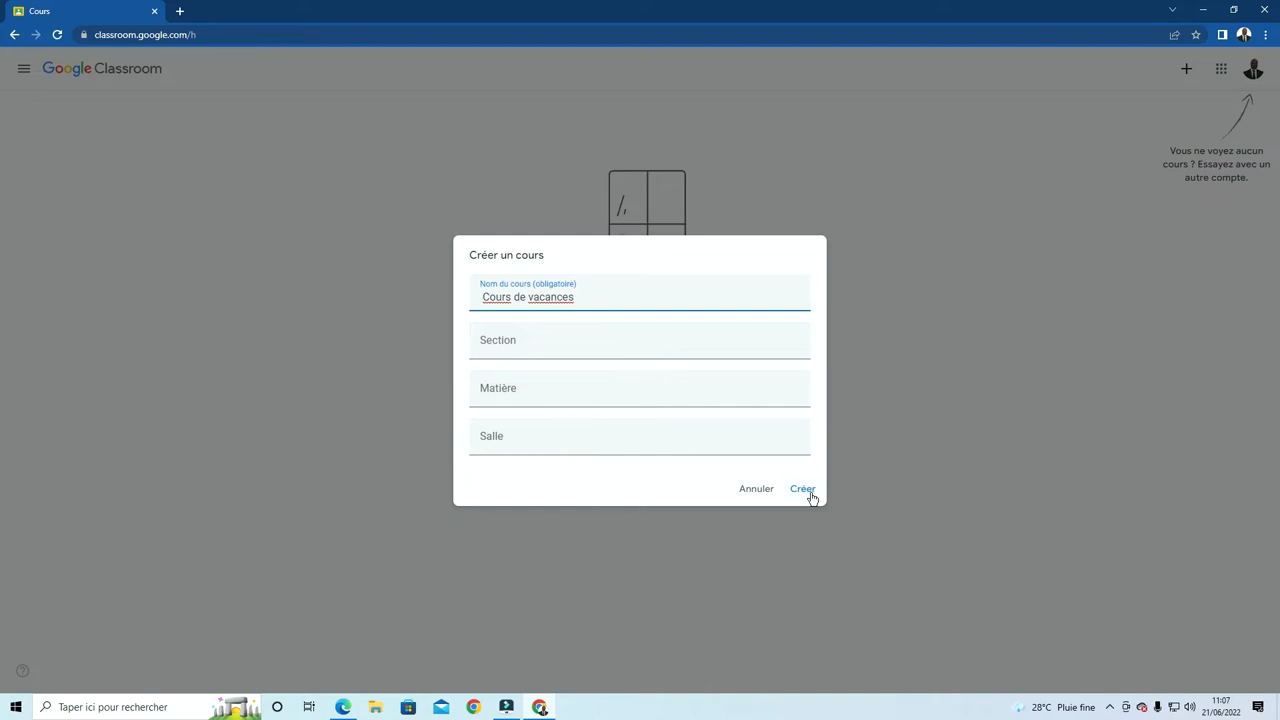 Cours
classroom.google.com/h
Google Classroom
Vous ne voyez aucun
cours ? Essayez avec un
autre compte.
Créer un cours
Nom du cours (obligatoire)
Cours de vacances
Section
Matière
Salle
Annuler
Créer
Taper ici pour rechercher
28°C Pluie fine
11:07
21/06/2022